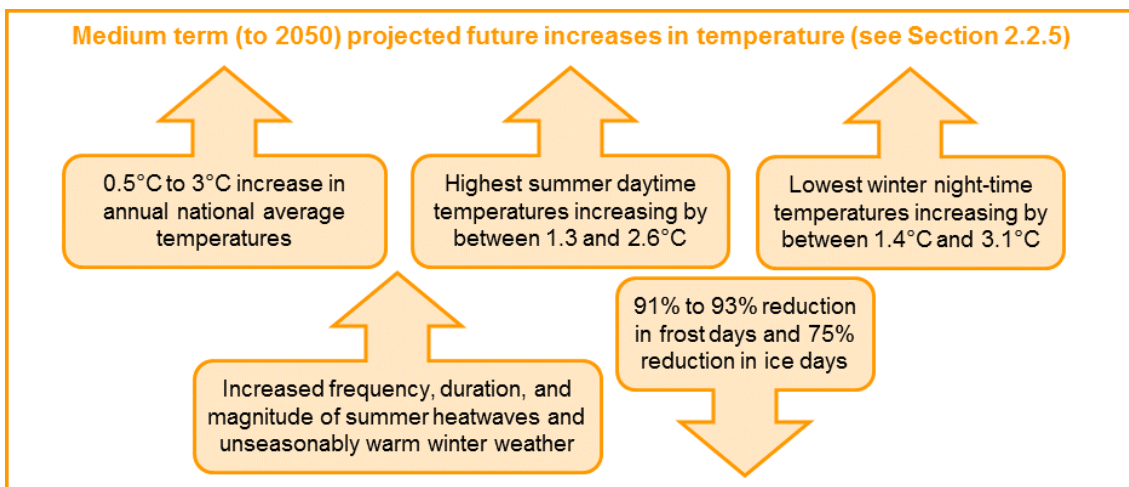 Medium term (to 2050) projected future increases in temperature (see Section 2.2.5)
0.5°C to 3°C increase in
annual national average
temperatures
Highest summer daytime
temperatures increasing by
between 1.3 and 2.6°C
Lowest winter night-time
temperatures increasing by
between 1.4°C and 3.1°C
Increased frequency, duration, and
magnitude of summer heatwaves and
unseasonably warm winter weather
91% to 93% reduction
in frost days and 75%
reduction in ice days